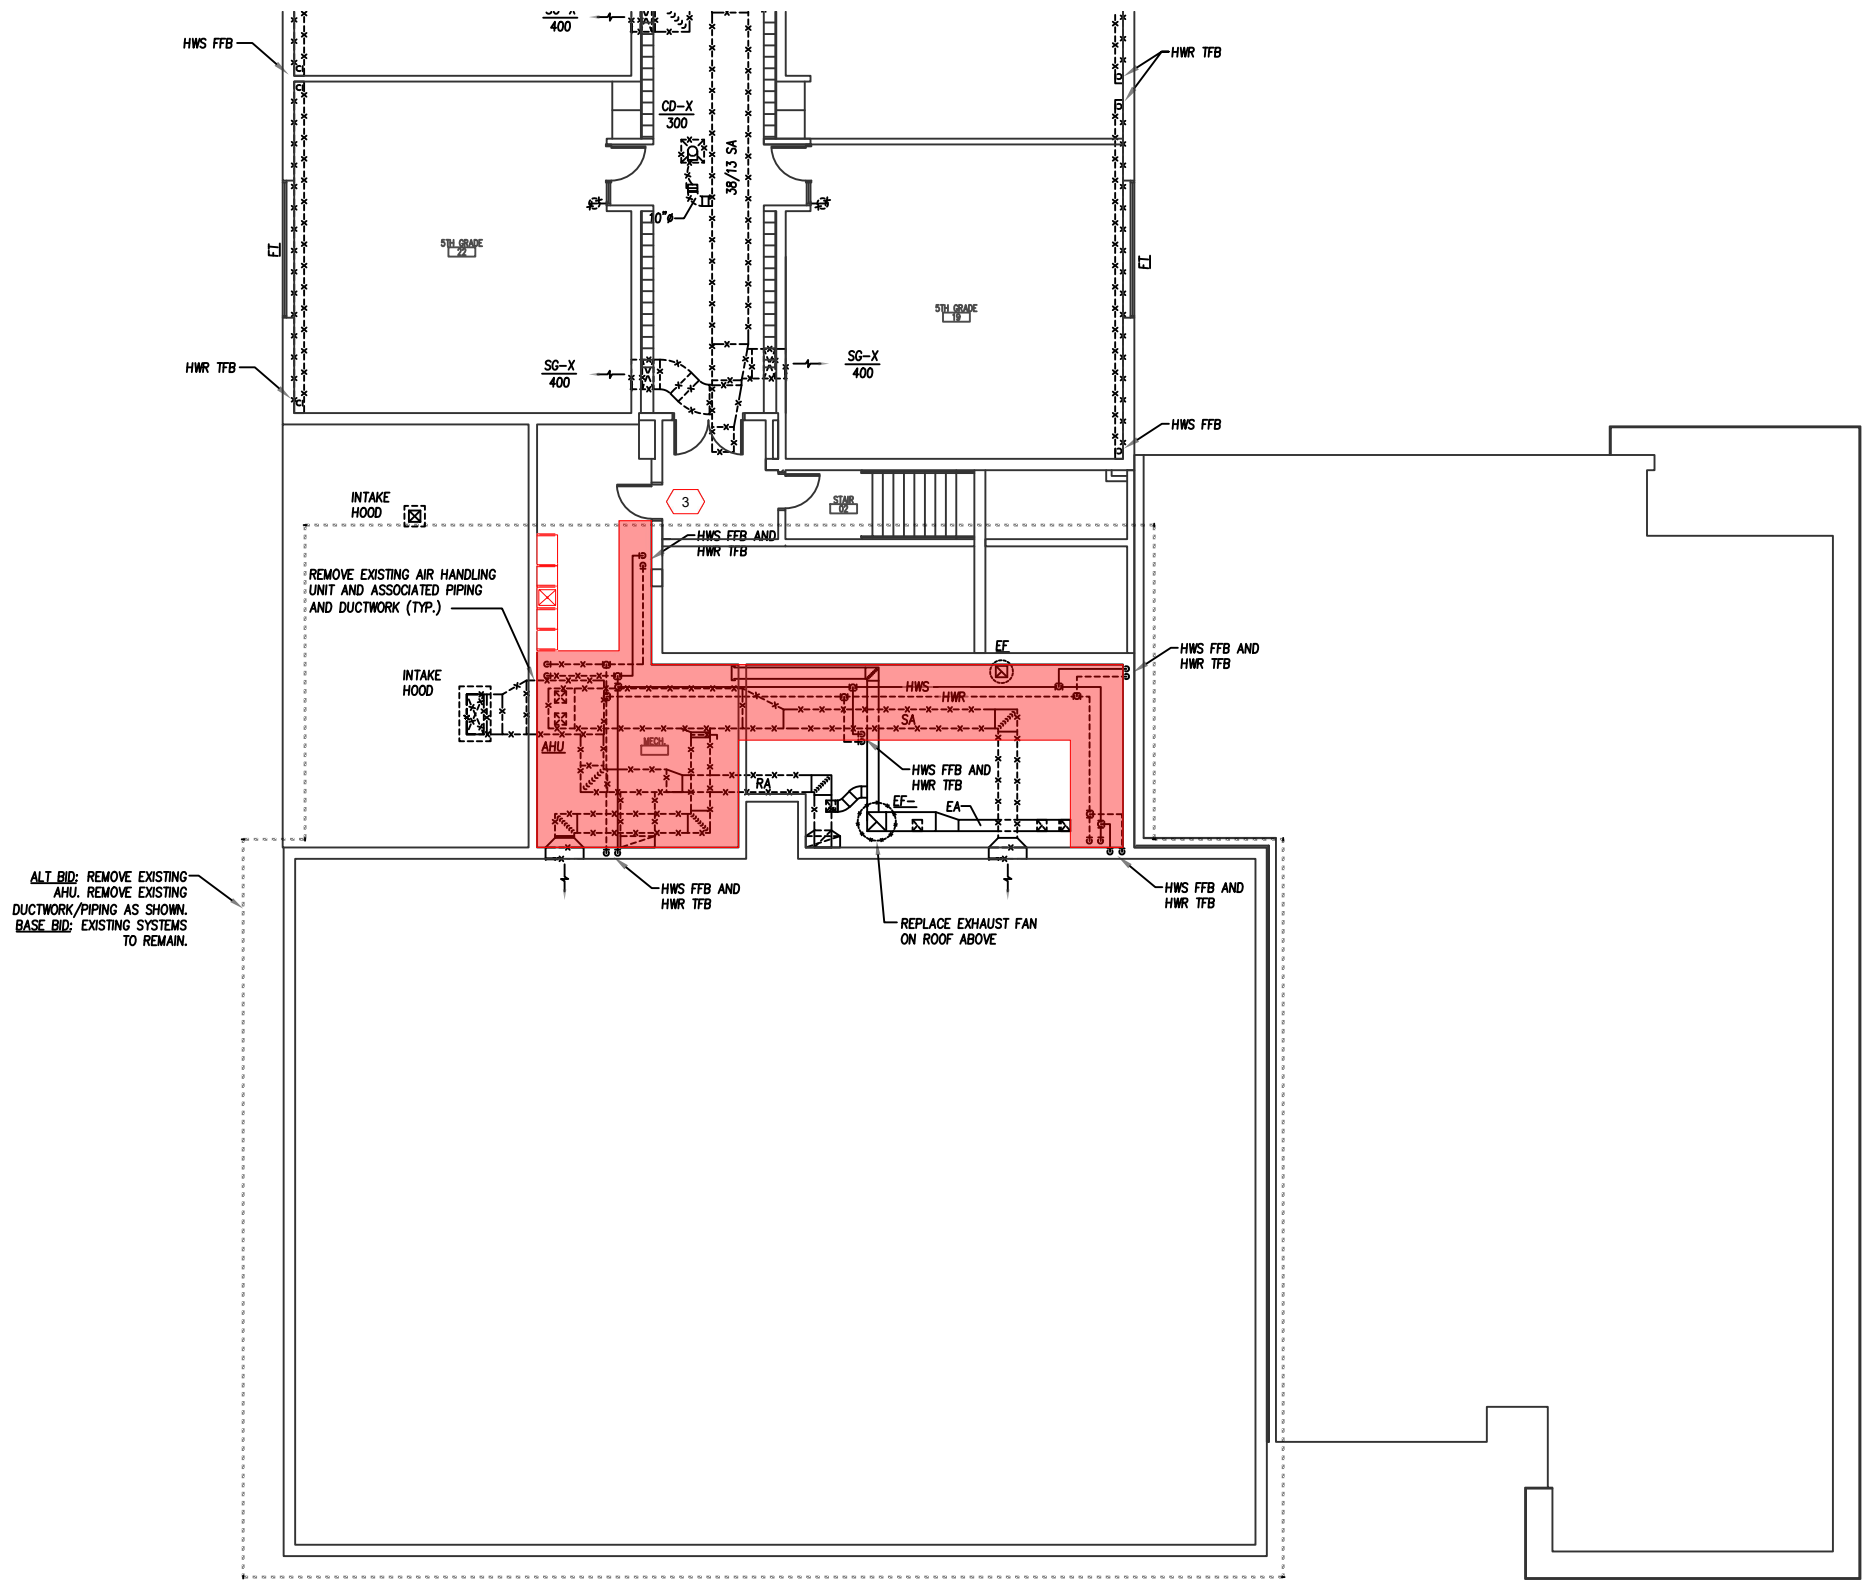 400
HWS FFB
HWR TFB
CD-X
300
38/13 SA
10"ø
5TH GRADE
22
FT
FT
5TH GRADE
19
SG-X
400
SG-X
400
HWR TFB
HWS FFB
INTAKE
HOOD
3
STAIR
02
HWS FFB AND
HWR TFB
REMOVE EXISTING AIR HANDLING
UNIT AND ASSOCIATED PIPING
AND DUCTWORK (TYP.)
EF
HWS FFB AND
HWR TFB
INTAKE
HOOD
HWS
HWR
SA
AHU
MECH.
HWS FFB AND
HWR TFB
RA
EF-
EA
ALT BID: REMOVE EXISTING
AHU. REMOVE EXISTING
DUCTWORK/PIPING AS SHOWN.
BASE BID: EXISTING SYSTEMS
TO REMAIN.
HWS FFB AND
HWR TFB
HWS FFB AND
HWR TFB
REPLACE EXHAUST FAN
ON ROOF ABOVE